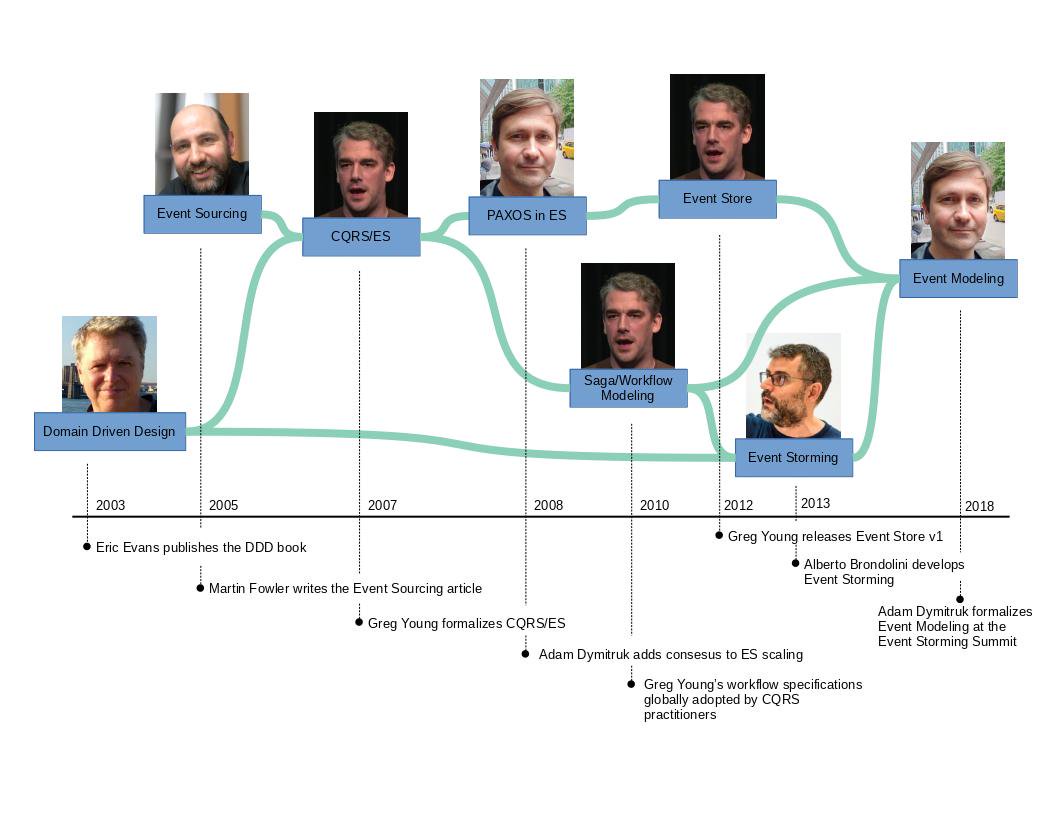 Event Sourcing
CQRS/ES
PAXOS in ES
Event Store
Event Modeling
Saga/Workflow
Modeling
Domain Driven Design
Event Storming
2003
2005
2007
2008
2010
2012
2013
2018
Eric Evans publishes the DDD book
Martin Fowler writes the Event Sourcing article
Greg Young formalizes CQRS/ES
Adam Dymitruk adds consesus to ES scaling
Greg Young's workflow specifications
globally adopted by CQRS
practitioners
Greg Young releases Event Store v1
Alberto Brondolini develops
Event Storming
Adam Dymitruk formalizes
Event Modeling at the
Event Storming Summit